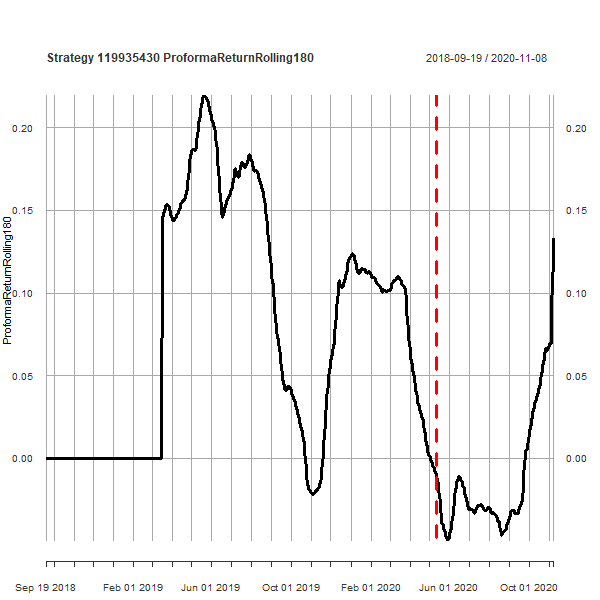 Strategy 119935430 ProformaReturnRolling180
2018-09-19 / 2020-11-08
ProformaReturnRolling180
0.20
0.15
0.10
0.05
0.00
0.20
0.15
0.10
0.05
0.00
Sep 19 2018
Feb 01 2019
Jun 01 2019
Oct 01 2019
Feb 01 2020
Jun 01 2020
Oct 01 2020